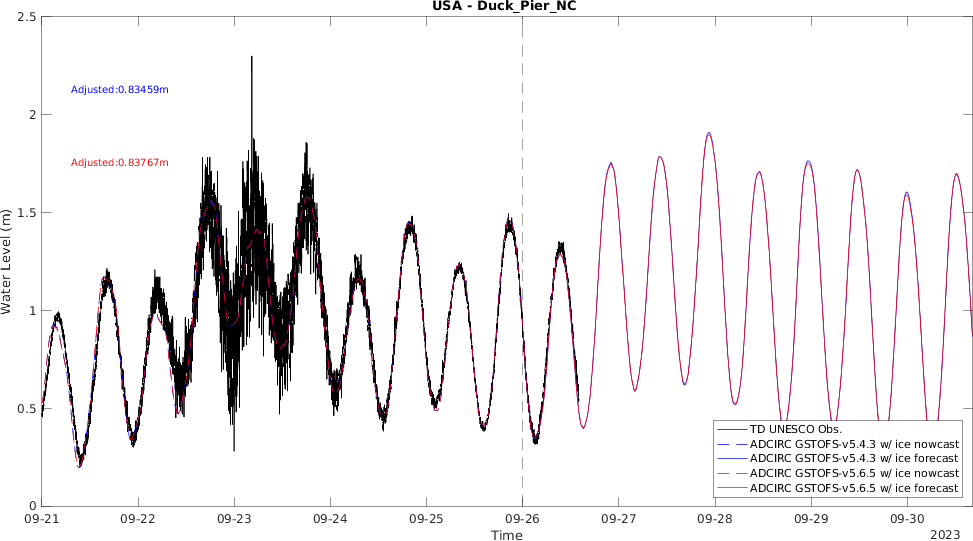 USA - Duck_Pier_NC
2.5
2
1.5
1
0.5
0
Water Level (m)
Adjusted:0.83459m
Adjusted:0.83767m
TD UNESCO Obs.
ADCIRC GSTOFS-v5.4.3 w/ ice nowcast
ADCIRC GSTOFS-v5.4.3 w/ ice forecast
ADCIRC GSTOFS-v5.6.5 w/ ice nowcast
ADCIRC GSTOFS-v5.6.5 w/ ice forecast
09-21 09-22 09-23 09-24 09-25 09-26 09-27 09-28 09-29 09-30
Time
2023